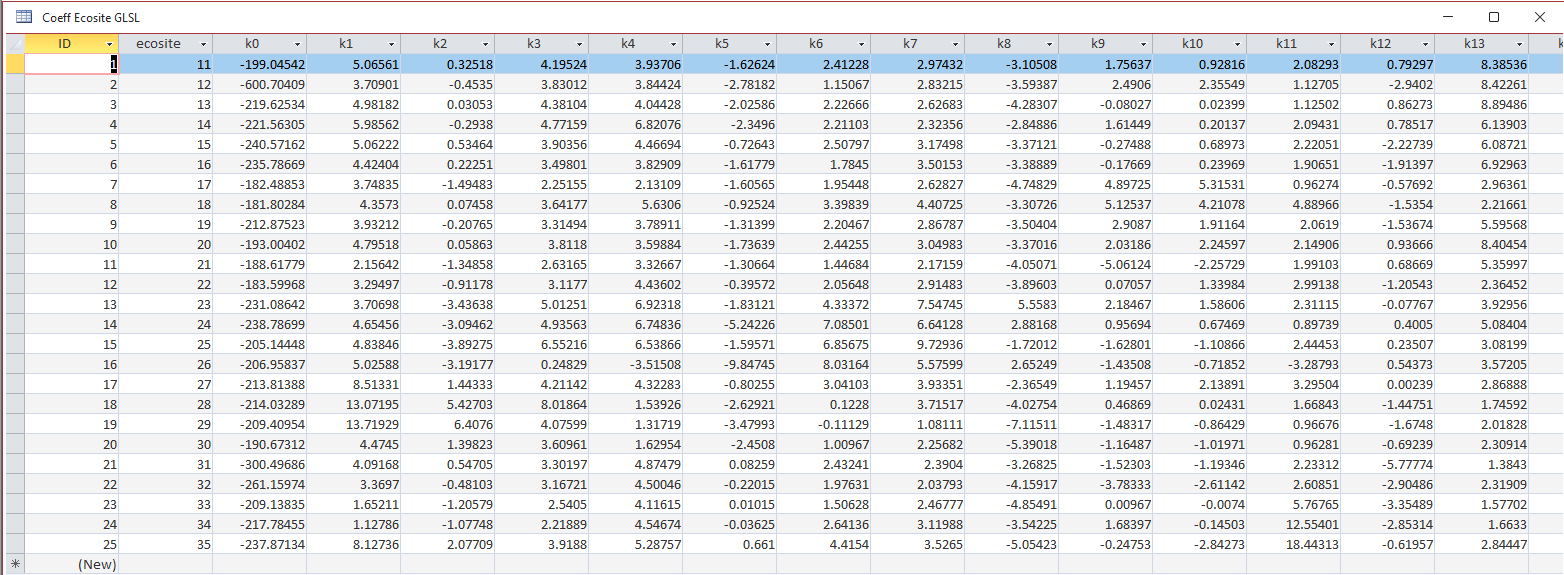 Coeff Ecosite GLSL
ID ecosite k0 k1 k2 k3 k4 k5 k6 k7 k8 k9 k10 k11 k12 k13
1 11 -199.04542 5.06561 0.32518 4.19524 3.93706 -1.62624 2.41228 2.97432 -3.10508 1.75637 0.92816 2.08293 0.79297 8.38536
2 12 -600.70409 3.70901 -0.4535 3.83012 3.84424 -2.78182 1.15067 2.83215 -3.59387 2.4906 2.35549 1.12705 -2.9402 8.42261
3 13 -219.62534 4.98182 0.03053 4.38104 4.04428 -2.02586 2.22666 2.62683 -4.28307 -0.08027 0.02399 1.12502 0.86273 8.89486
4 14 -221.56305 5.98562 -0.2938 4.77159 6.82076 -2.3496 2.21103 2.32356 -2.84886 1.61449 0.20137 2.09431 0.78517 6.13903
5 15 -240.57162 5.06222 0.53464 3.90356 4.46694 -0.72643 2.50797 3.17498 -3.37121 -0.27488 0.68973 2.22051 -2.22739 6.08721
6 16 -235.78669 4.42404 0.22251 3.49801 3.82909 -1.61779 1.7845 3.50153 -3.38889 -0.17669 0.23969 1.90651 -1.91397 6.92963
7 17 -182.48853 3.74835 -1.49483 2.25155 2.13109 -1.60565 1.95448 2.62827 -4.74829 4.89725 5.31531 0.96274 -0.57692 2.96361
8 18 -181.80284 4.3573 0.07458 3.64177 5.6306 -0.92524 3.39839 4.40725 -3.30726 5.12537 4.21078 4.88966 -1.5354 2.21661
9 19 -212.87523 3.93212 -0.20765 3.31494 3.78911 -1.31399 2.20467 2.86787 -3.50404 2.9087 1.91164 2.0619 -1.53674 5.59568
10 20 -193.00402 4.79518 0.05863 3.8118 3.59884 -1.73639 2.44255 3.04983 -3.37016 2.03186 2.24597 2.14906 0.93666 8.40454
11 21 -188.61779 2.15642 -1.34858 2.63165 3.32667 -1.30664 1.44684 2.17159 -4.05071 -5.06124 -2.25729 1.99103 0.68669 5.35997
12 22 -183.59968 3.29497 -0.91178 3.1177 4.43602 -0.39572 2.05648 2.91483 -3.89603 0.07057 1.33984 2.99138 -1.20543 2.36452
13 23 -231.08642 3.70698 -3.43638 5.01251 6.92318 -1.83121 4.33372 7.54745 5.5583 2.18467 1.58606 2.31115 -0.07767 3.92956
14 24 -238.78699 4.65456 -3.09462 4.93563 6.74836 -5.24226 7.08501 6.64128 2.88168 0.95694 0.67469 0.89739 0.4005 5.08404
15 25 -205.14448 4.83846 -3.89275 6.55216 6.53866 -1.59571 6.85675 9.72936 -1.72012 -1.62801 -1.10866 2.44453 0.23507 3.08199
16 26 -206.95837 5.02588 -3.19177 0.24829 -3.51508 -9.84745 8.03164 5.57599 2.65249 -1.43508 -0.71852 -3.28793 0.54373 3.57205
17 27 -213.81388 8.51331 1.44333 4.21142 4.32283 -0.80255 3.04103 3.93351 -2.36549 1.19457 2.13891 3.29504 0.00239 2.86888
18 28 -214.03289 13.07195 5.42703 8.01864 1.53926 -2.62921 0.1228 3.71517 -4.02754 0.46869 0.02431 1.66843 -1.44751 1.74592
19 29 -209.40954 13.71929 6.4076 4.07599 1.31719 -3.47993 -0.11129 1.08111 -7.11511 -1.48317 -0.86429 0.96676 -1.6748 2.01828
20 30 -190.67312 4.4745 1.39823 3.60961 1.62954 -2.4508 1.00967 2.25682 -5.39018 -1.16487 -1.01971 0.96281 -0.69239 2.30914
21 31 -300.49686 4.09168 0.54705 3.30197 4.87479 0.08259 2.43241 2.3904 -3.26825 -1.52303 -1.19346 2.23312 -5.77774 1.3843
22 32 -261.15974 3.3697 -0.48103 3.16721 4.50046 -0.22015 1.97631 2.03793 -4.15917 -3.78333 -2.61142 2.60851 -2.90486 2.31909
23 33 -209.13835 1.65211 -1.20579 2.5405 4.11615 0.01015 1.50628 2.46777 -4.85491 0.00967 -0.0074 5.76765 -3.35489 1.57702
24 34 -217.78455 1.12786 -1.07748 2.21889 4.54674 -0.03625 2.64136 3.11988 -3.54225 1.68397 -0.14503 12.55401 -2.85314 1.6633
25 35 -237.87134 8.12736 2.07709 3.9188 5.28757 0.661 4.4154 3.5265 -5.05423 -0.24753 -2.84273 18.44313 -0.61957 2.84447
(New)